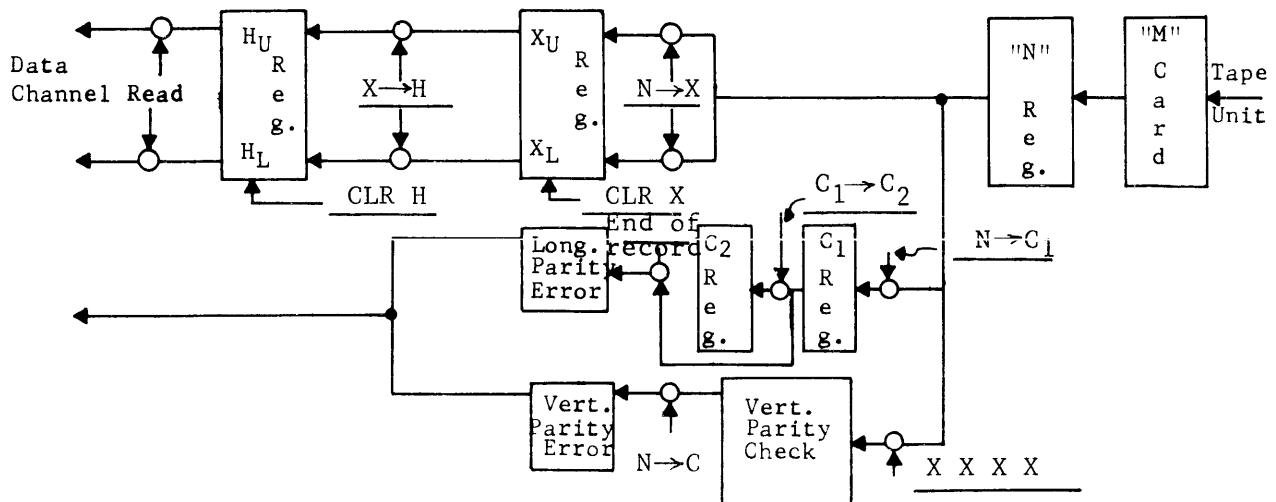 Data
Channel Read
H_U
R
e
g.
H_L
X→H
CLR H
X_U
R
e
g.
X_L
N→X
CLR X
"N"
R
e
g.
"M"
C
a
r
d
Tape
Unit
End of
record
Long.
Parity
Error
C_2
R
e
g.
C_1→C_2
C_1
R
e
g.
N→C_1
Vert.
Parity
Error
N→C
Vert.
Parity
Check
X X X X